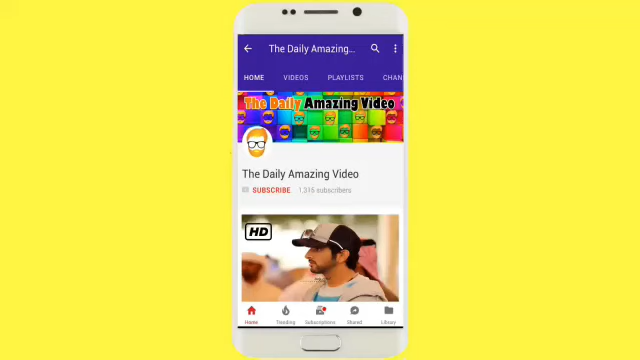 The Daily Amazing...
HOME VIDEOS PLAYLISTS CHAN
The Daily Amazing Video
The Daily Amazing Video
SUBSCRIBE 1,316 subscribers
HD
Home Trending Subscriptions Shared Library